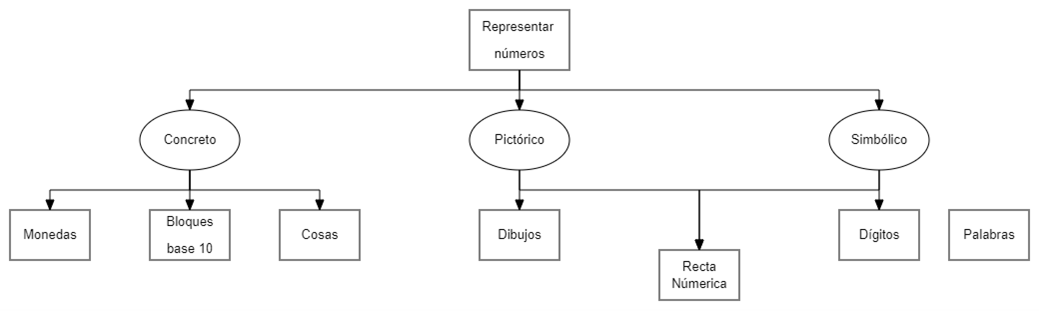 Representar
números
Concreto
Pictórico
Simbólico
Monedas
Bloques
base 10
Cosas
Dibujos
Recta
Númerica
Dígitos
Palabras